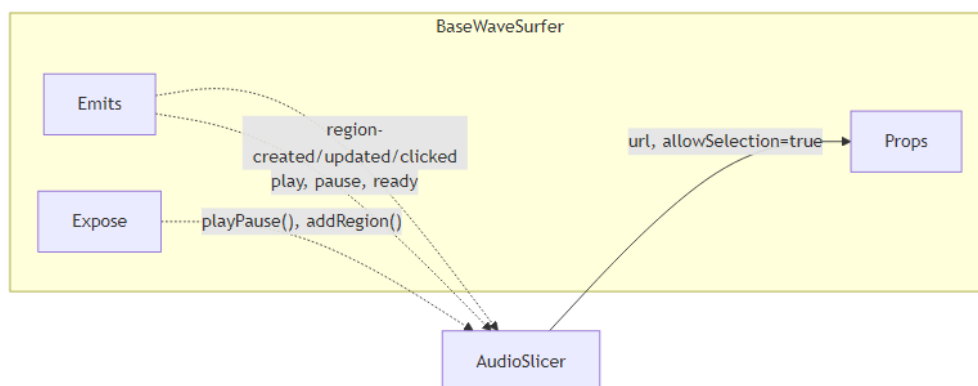 BaseWaveSurfer
Emits
region-
created/updated/clicked
play, pause, ready
url, allowSelection=true
Props
Expose
playPause(), addRegion()
AudioSlicer